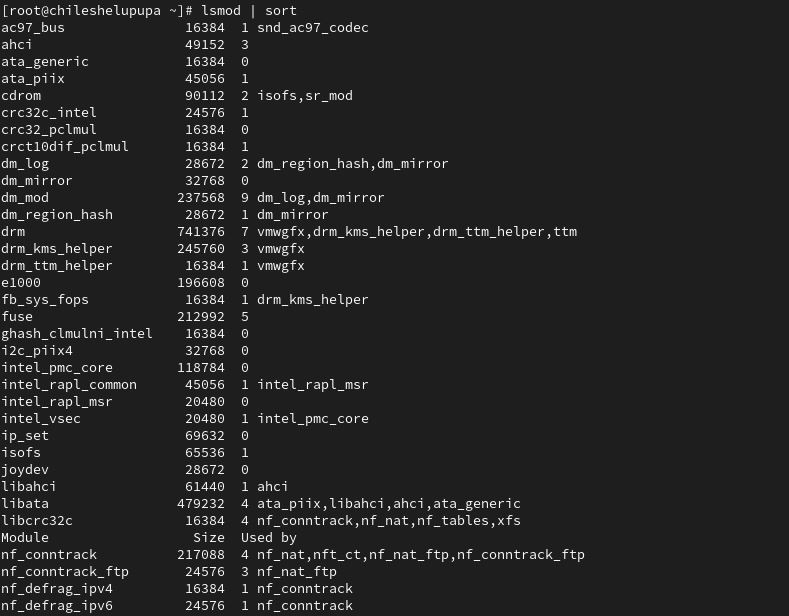 [root@chileshelupupa ~]# lsmod | sort
ac97_bus               16384  1 snd_ac97_codec
ahci                   49152  3
ata_generic            16384  0
ata_piix               45056  1
cdrom                  90112  2 isofs,sr_mod
crc32c_intel           24576  1
crc32_pclmul           16384  0
crct10dif_pclmul       16384  1
dm_log                 28672  2 dm_region_hash,dm_mirror
dm_mirror              32768  0
dm_mod                237568  9 dm_log,dm_mirror
dm_region_hash         28672  1 dm_mirror
drm                   741376  7 vmwgfx,drm_kms_helper,drm_ttm_helper,ttm
drm_kms_helper        245760  3 vmwgfx
drm_ttm_helper         16384  1 vmwgfx
e1000                 196608  0
fb_sys_fops            16384  1 drm_kms_helper
fuse                  212992  5
ghash_clmulni_intel    16384  0
i2c_piix4              32768  0
intel_pmc_core        118784  0
intel_rapl_common      45056  1 intel_rapl_msr
intel_rapl_msr         20480  0
intel_vsec             20480  1 intel_pmc_core
ip_set                 69632  0
isofs                  65536  1
joydev                 28672  0
libahci                61440  1 ahci
libata                479232  4 ata_piix,libahci,ahci,ata_generic
libcrc32c              16384  4 nf_conntrack,nf_nat,nf_tables,xfs
Module                  Size  Used by
nf_conntrack          217088  4 nf_nat,nft_ct,nf_nat_ftp,nf_conntrack_ftp
nf_conntrack_ftp       24576  3 nf_nat_ftp
nf_defrag_ipv4         16384  1 nf_conntrack
nf_defrag_ipv6         24576  1 nf_conntrack